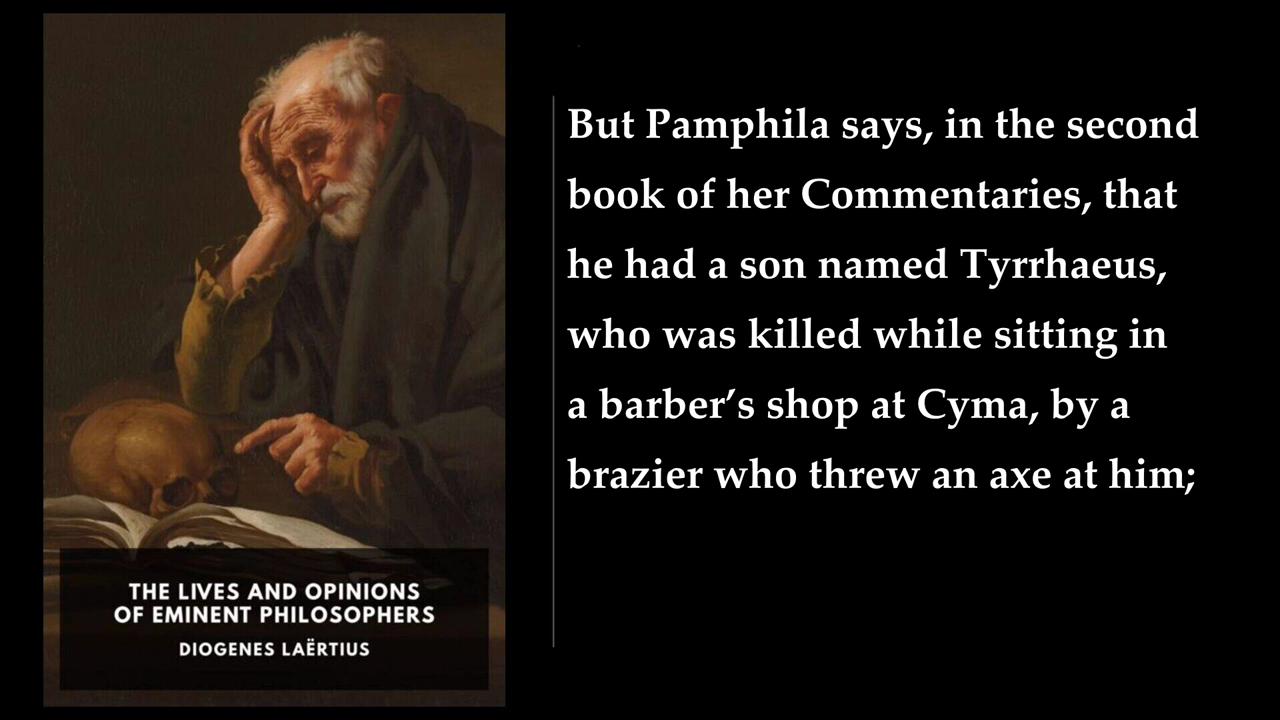 But Pamphila says, in the second
book of her Commentaries, that
he had a son named Tyrrhaeus,
who was killed while sitting in
a barber’s shop at Cyma, by a
brazier who threw an axe at him;
THE LIVES AND OPINIONS
OF EMINENT PHILOSOPHERS
DIOGENES LAËRTIUS